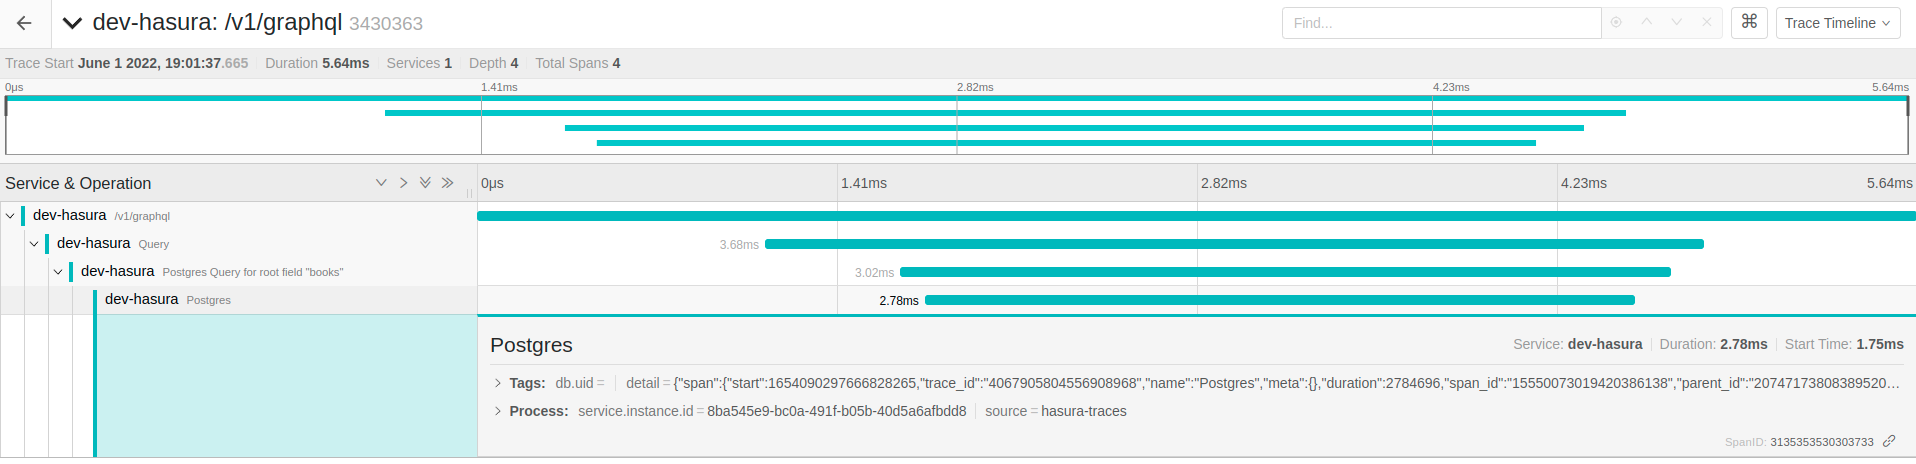 dev-hasura: /v1/graphql 3430363
Find...
⌘
Trace Timeline
Trace Start June 1 2022, 19:01:37.665 Duration 5.64ms Services 1 Depth 4 Total Spans 4
0μs 1.41ms 2.82ms 4.23ms 5.64ms
Service & Operation 0μs 1.41ms 2.82ms 4.23ms 5.64ms
dev-hasura /v1/graphql
dev-hasura Query 3.68ms
dev-hasura Postgres Query for root field "books" 3.02ms
dev-hasura Postgres 2.78ms
Postgres Service: dev-hasura Duration: 2.78ms Start Time: 1.75ms
Tags: db.uid = detail = {"span":{"start":1654090297666828265,"trace_id":"4067905804556908968","name":"Postgres","meta":{},"duration":2784696,"span_id":"15550073019420386138","parent_id":"20747173808389520...
Process: service.instance.id = 8ba545e9-bc0a-491f-b05b-40d5a6afbdd8 source = hasura-traces
SpanID: 3135353530303733